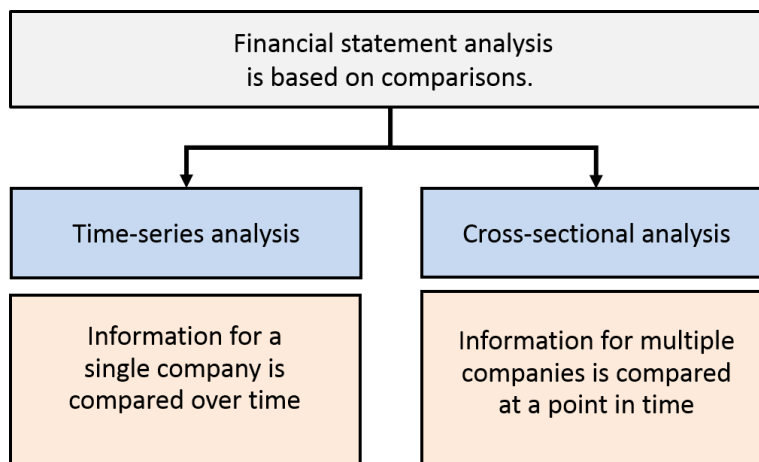 Financial statement analysis
is based on comparisons.
Time-series analysis
Cross-sectional analysis
Information for a
single company is
compared over time
Information for multiple
companies is compared
at a point in time